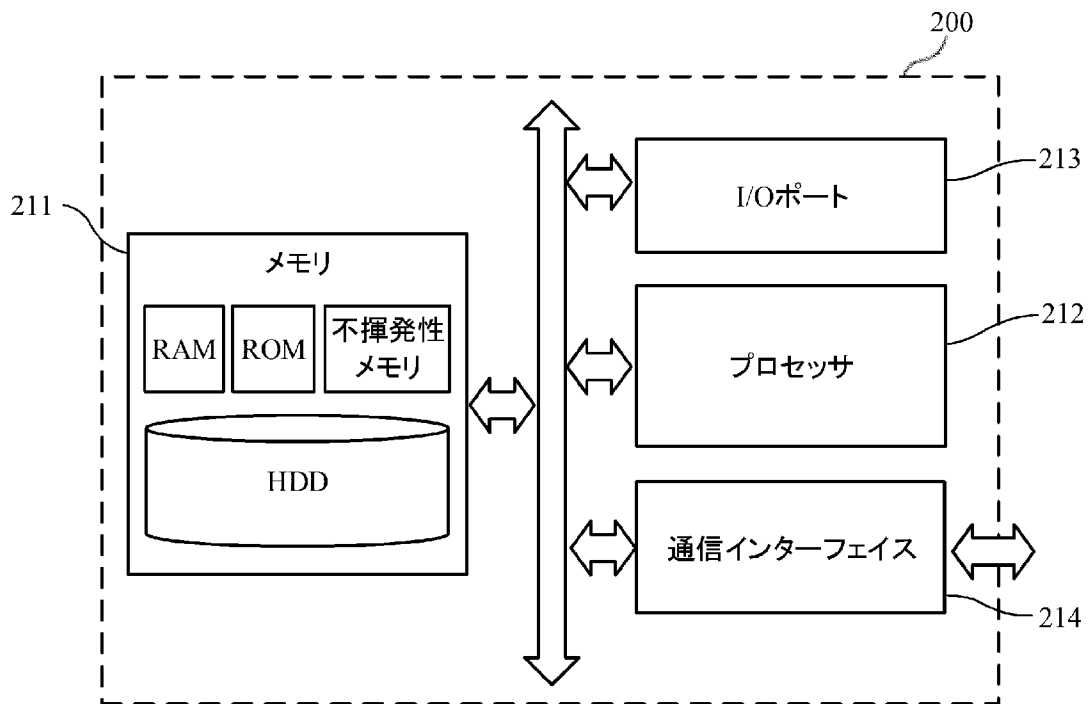 200
213
I/Oポート
211
メモリ
RAM
ROM
不揮発性
メモリ
HDD
212
プロセッサ
通信インターフェイス
214